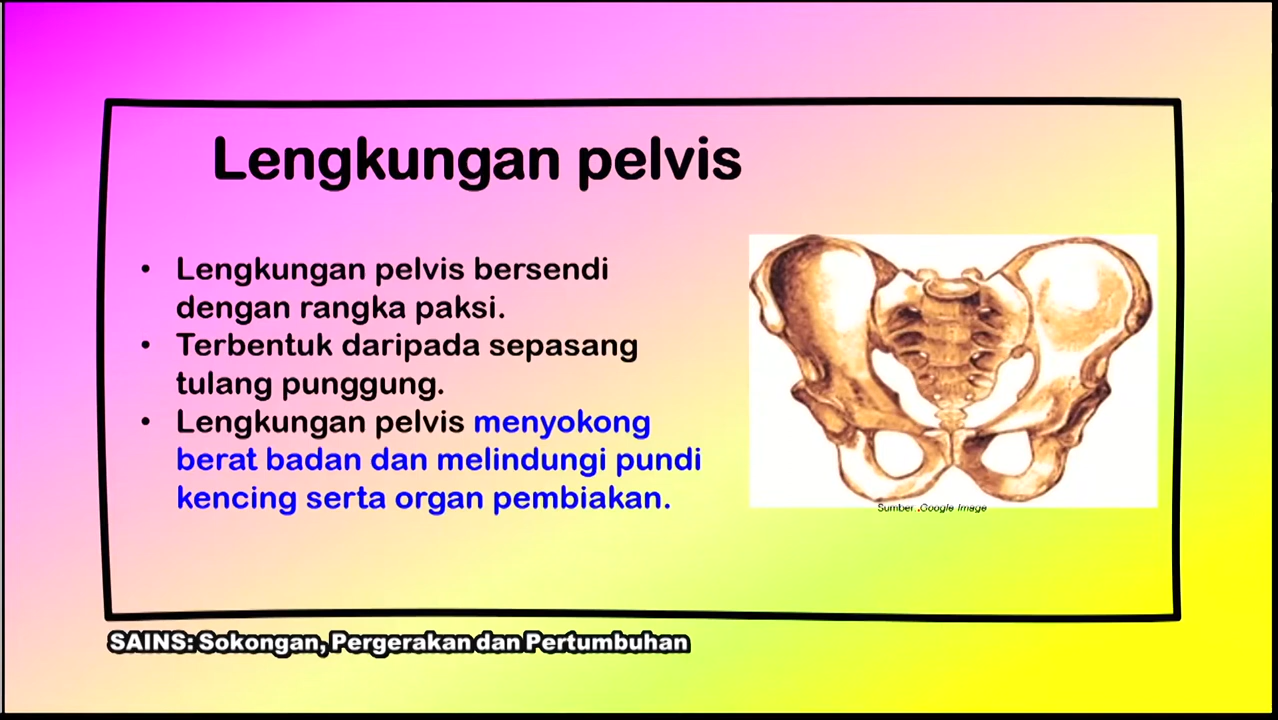 Lengkungan pelvis
• Lengkungan pelvis bersendi
dengan rangka paksi.
• Terbentuk daripada sepasang
tulang punggung.
• Lengkungan pelvis menyokong
berat badan dan melindungi pundi
kencing serta organ pembiakan.
Sumber..Google Image
SAINS: Sokongan, Pergerakan dan Pertumbuhan